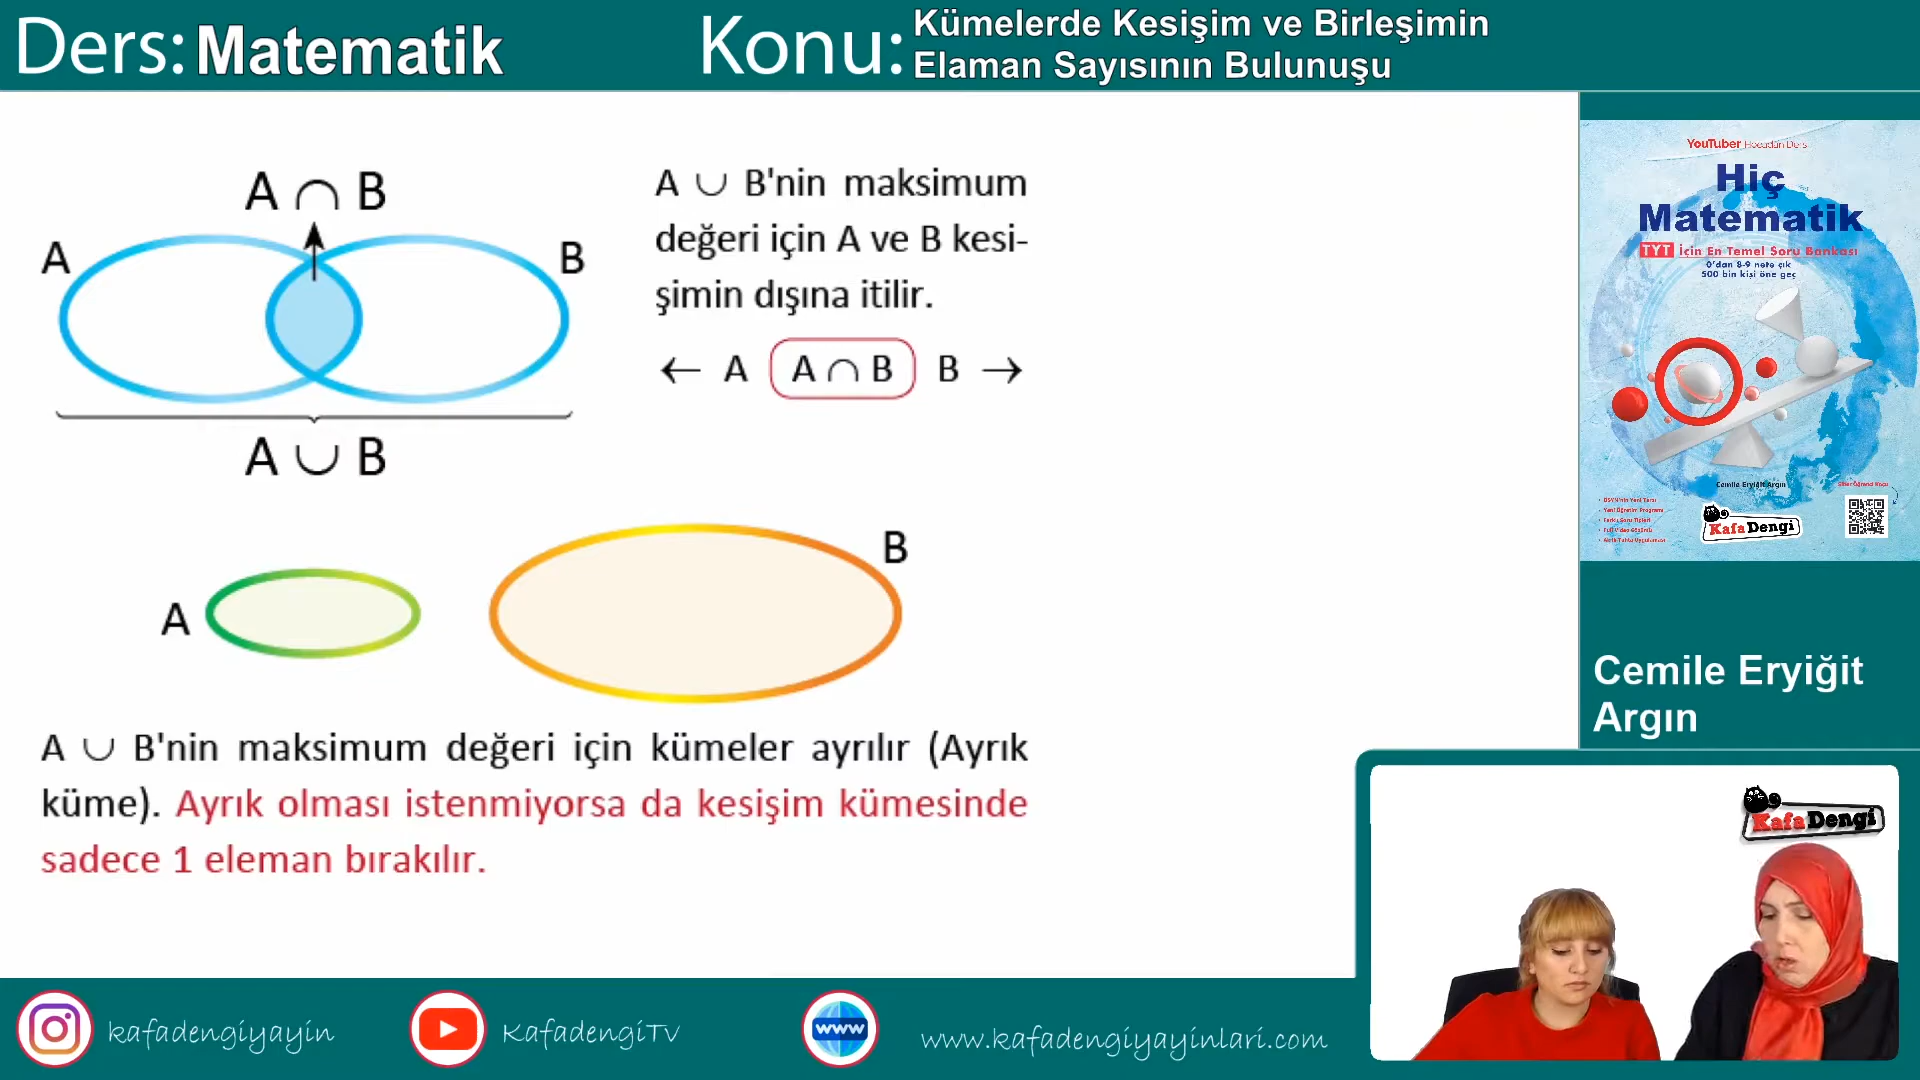 Ders: Matematik
Konu: Kümelerde Kesişim ve Birleşimin
Elaman Sayısının Bulunuşu
A ∩ B
A
B
A ∪ B
A ∪ B'nin maksimum
değeri için A ve B kesi-
şimin dışına itilir.
← A A ∩ B B →
A
B
A ∪ B'nin maksimum değeri için kümeler ayrılır (Ayrık
küme). Ayrık olması istenmiyorsa da kesişim kümesinde
sadece 1 eleman bırakılır.
YouTuber Hocadan Ders
Hiç
Matematik
TYT İçin En Temel Soru Bankası
0'dan 8-9 nete çık
500 bin kişi öne geç
Cemile Eryiğit Argın
KafaDengi
Cemile Eryiğit
Argın
KafaDengi
kafadengiyayin
KafadengiTv
www
www.kafadengiyayinlari.com